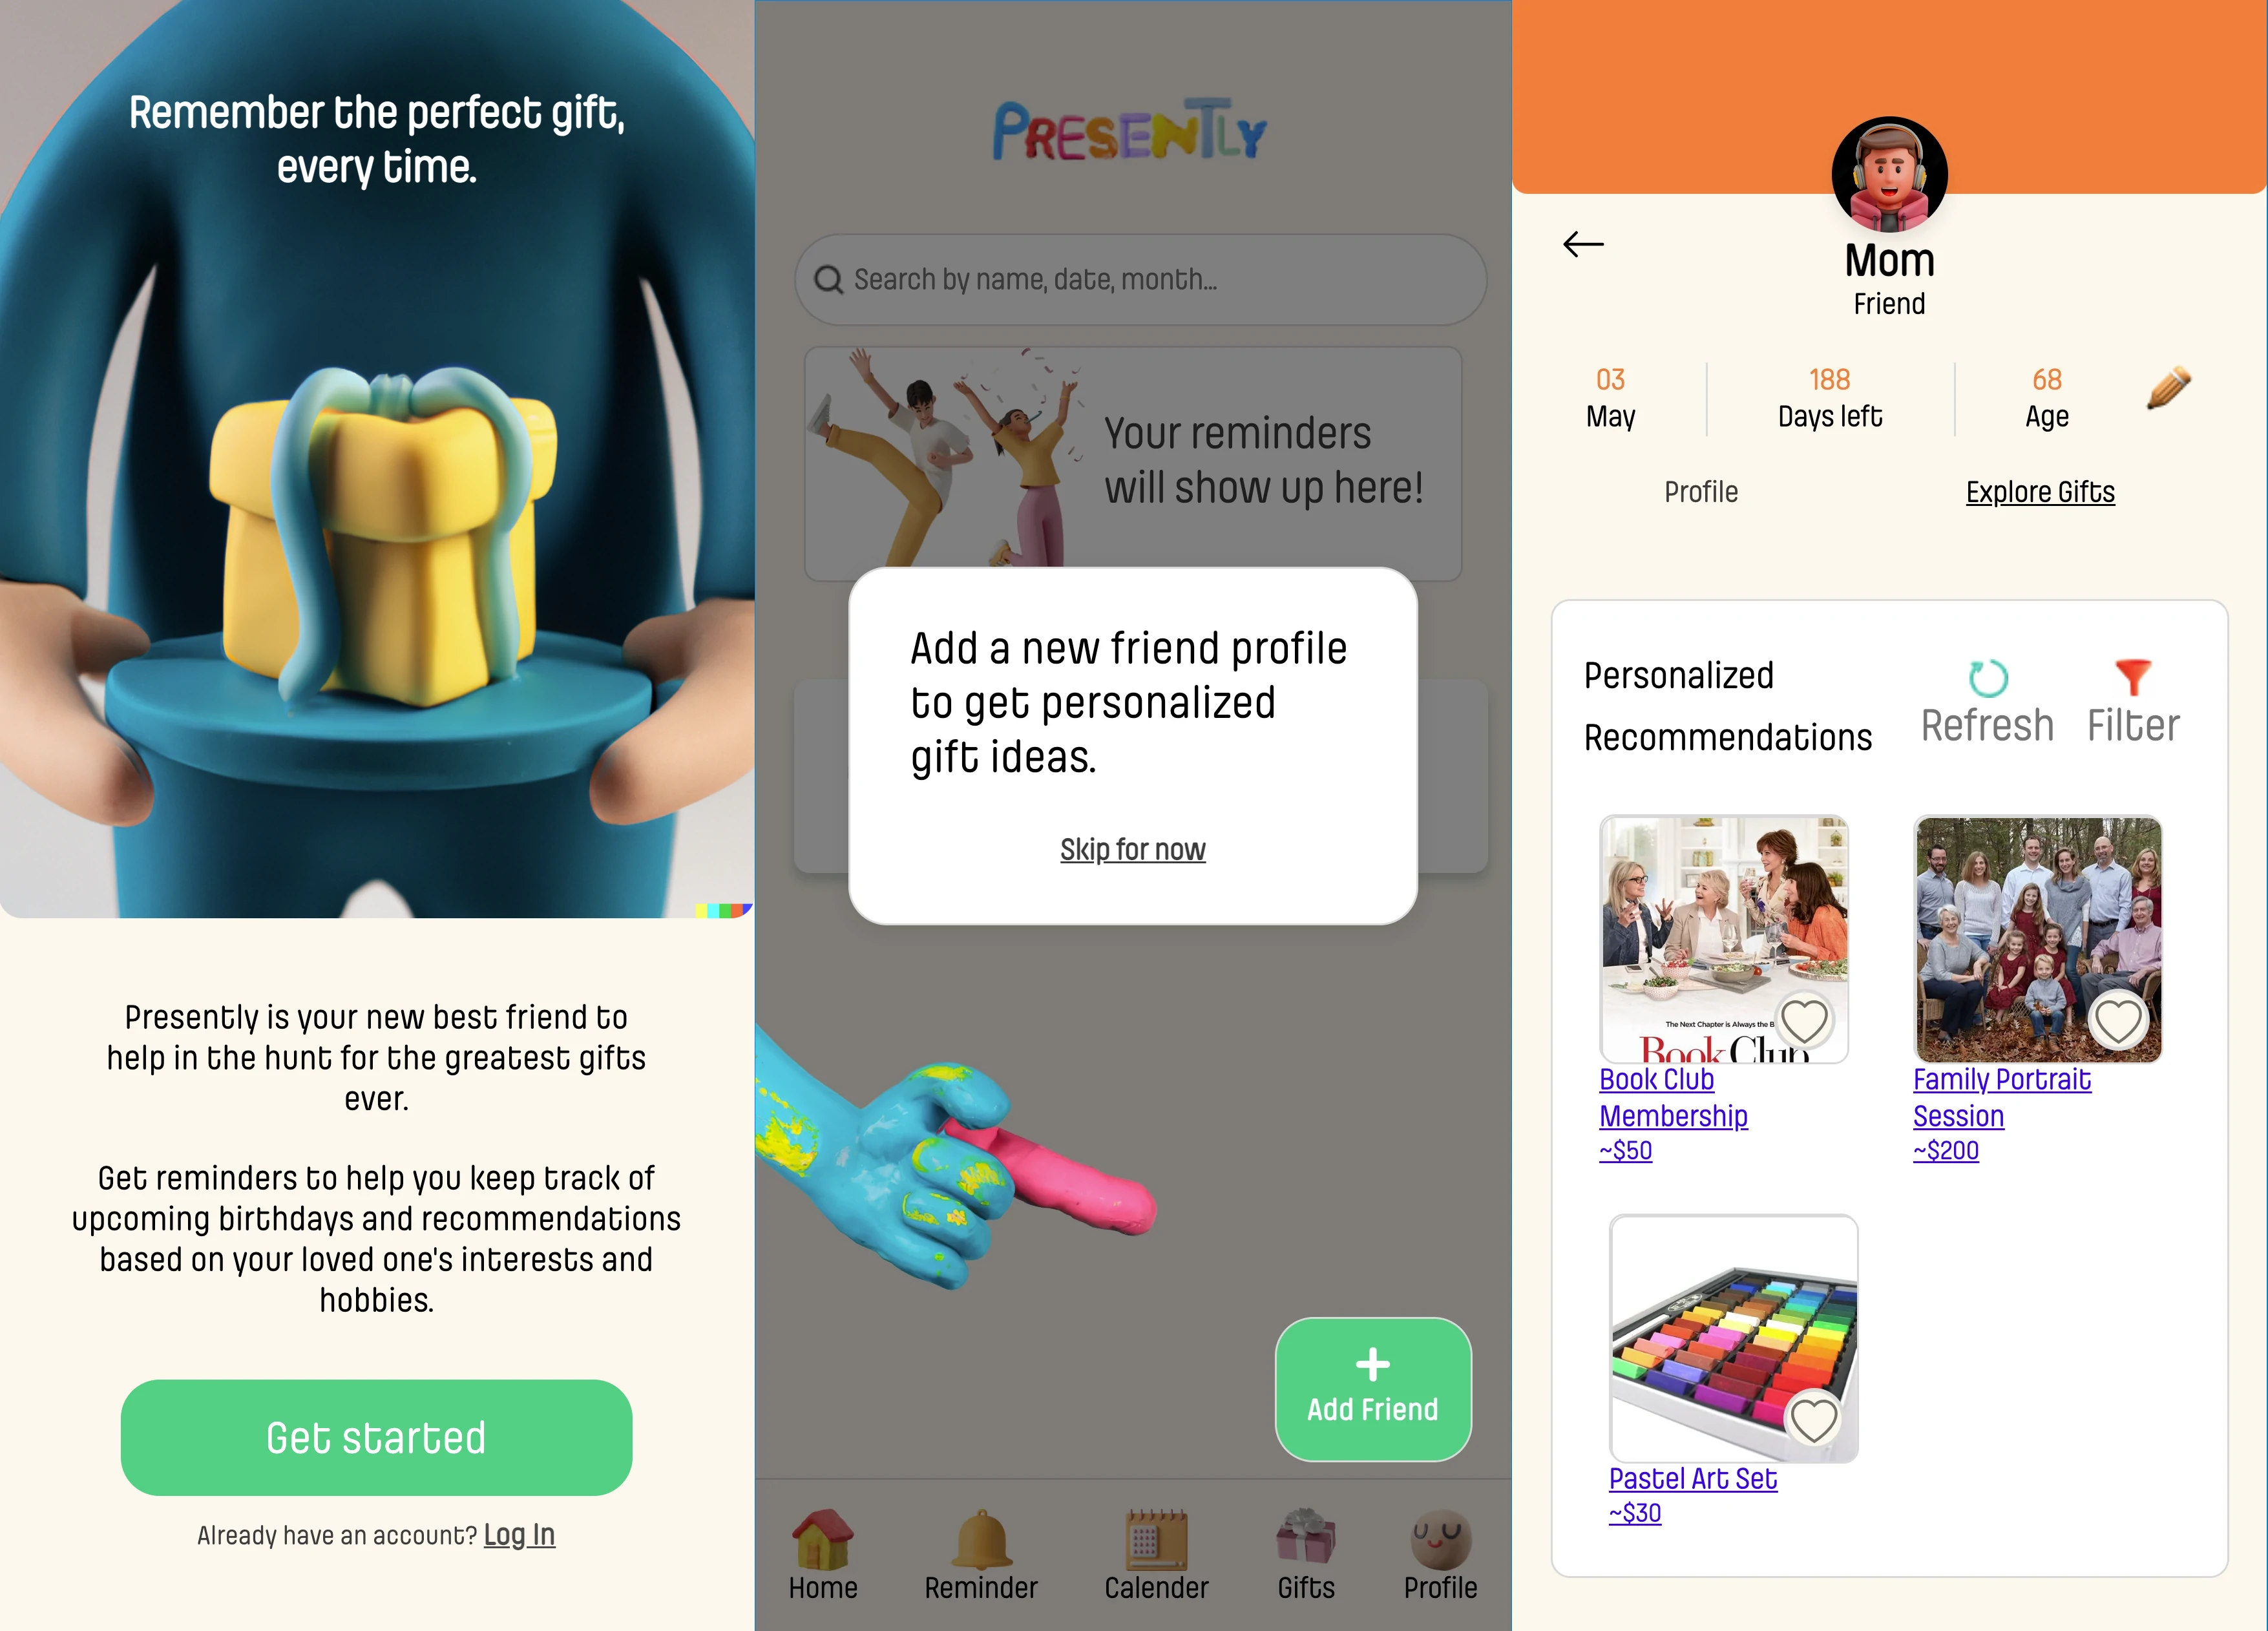 Remember the perfect gift,
every time.
Presently is your new best friend to
help in the hunt for the greatest gifts
ever.
Get reminders to help you keep track of
upcoming birthdays and recommendations
based on your loved one's interests and
hobbies.
Get started
Already have an account? Log In
PRESENTLY
Search by name, date, month...
Your reminders
will show up here!
Add a new friend profile
to get personalized
gift ideas.
Skip for now
Add Friend
Home Reminder Calender Gifts Profile
Mom
Friend
03 188 68
May Days left Age
Profile Explore Gifts
Personalized
Recommendations
Refresh Filter
The Next Chapter is Always the B
Book Club
Book Club
Membership
~$50
Family Portrait
Session
~$200
Pastel Art Set
~$30